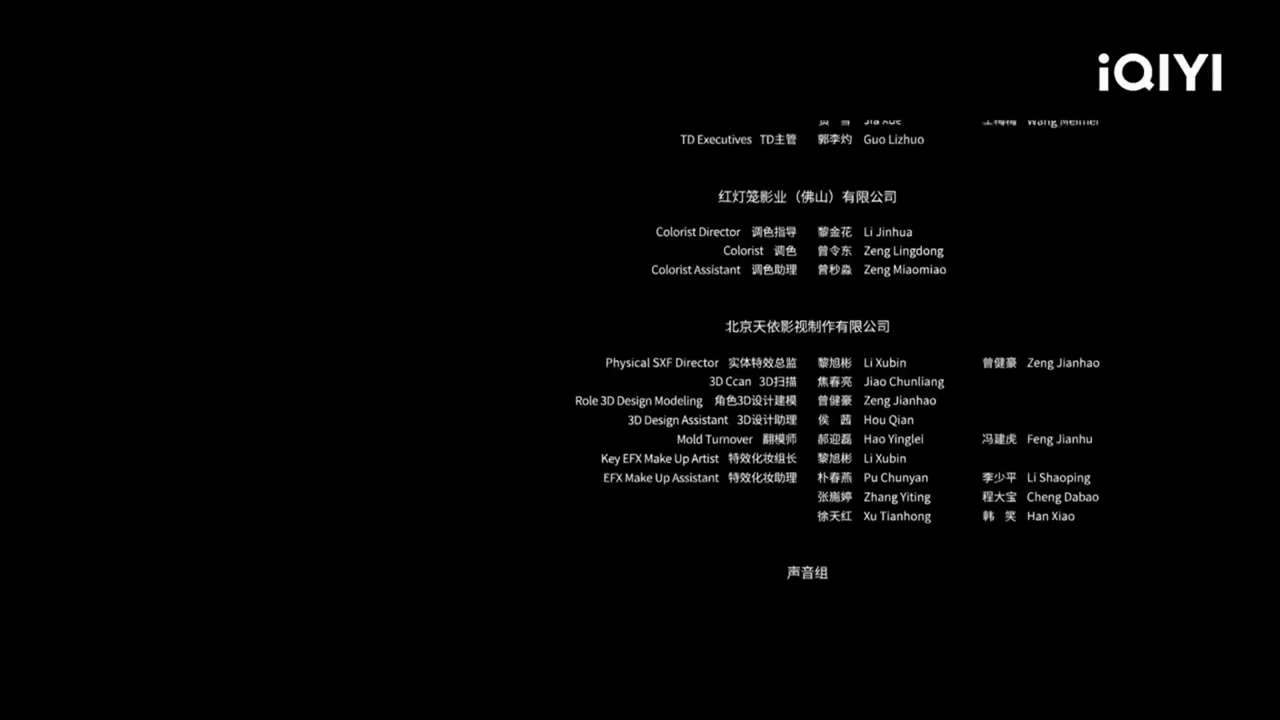 iQIYI
贾 雪 Jia Xue 王梅梅 Wang Meimei
TD Executives TD主管 郭李灼 Guo Lizhuo
红灯笼影业（佛山）有限公司
Colorist Director 调色指导 黎金花 Li Jinhua
Colorist 调色 曾令东 Zeng Lingdong
Colorist Assistant 调色助理 曾秒淼 Zeng Miaomiao
北京天依影视制作有限公司
Physical SXF Director 实体特效总监 黎旭彬 Li Xubin 曾健豪 Zeng Jianhao
3D Ccan 3D扫描 焦春亮 Jiao Chunliang
Role 3D Design Modeling 角色3D设计建模 曾健豪 Zeng Jianhao
3D Design Assistant 3D设计助理 侯 茜 Hou Qian
Mold Turnover 翻模师 郝迎磊 Hao Yinglei 冯建虎 Feng Jianhu
Key EFX Make Up Artist 特效化妆组长 黎旭彬 Li Xubin
EFX Make Up Assistant 特效化妆助理 朴春燕 Pu Chunyan 李少平 Li Shaoping
Zhang Yiting 程大宝 Cheng Dabao
徐天红 Xu Tianhong 韩 笑 Han Xiao
声音组